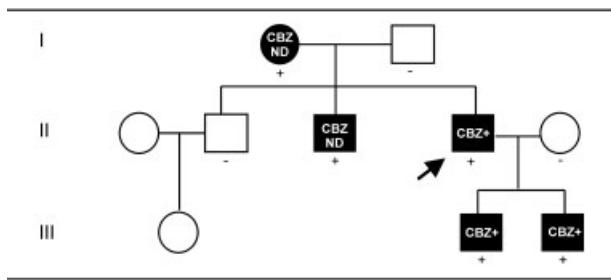 I
CBZ
ND
+ -
II
CBZ
ND
CBZ+
- + + -
III
CBZ+ CBZ+
+ +